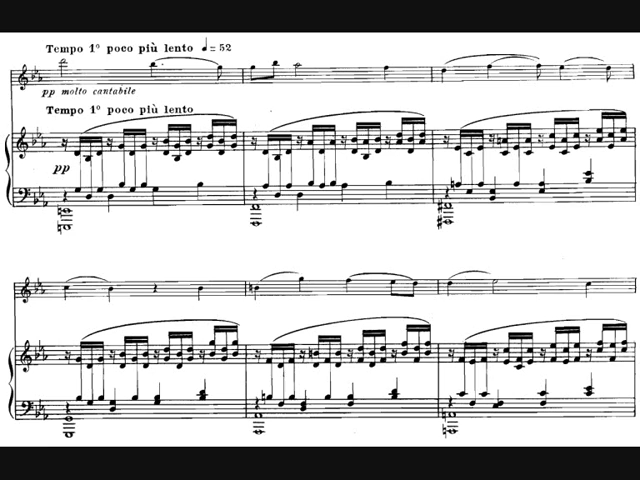 Tempo 1° poco più lento ♩= 52
pp molto cantabile
Tempo 1° poco più lento
pp